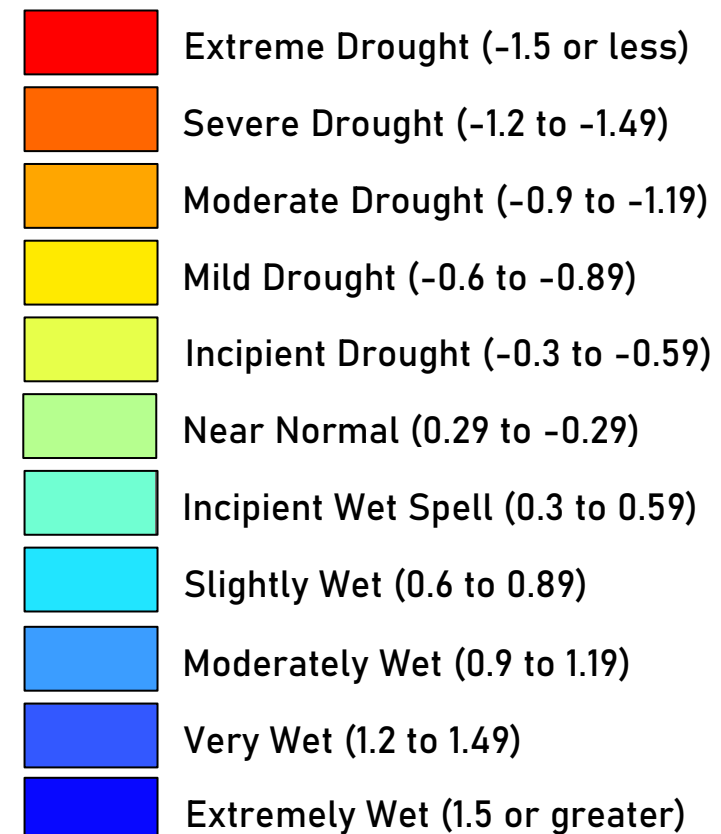 Extreme Drought (-1.5 or less)
Severe Drought (-1.2 to -1.49)
Moderate Drought (-0.9 to -1.19)
Mild Drought (-0.6 to -0.89)
Incipient Drought (-0.3 to -0.59)
Near Normal (0.29 to -0.29)
Incipient Wet Spell (0.3 to 0.59)
Slightly Wet (0.6 to 0.89)
Moderately Wet (0.9 to 1.19)
Very Wet (1.2 to 1.49)
Extremely Wet (1.5 or greater)